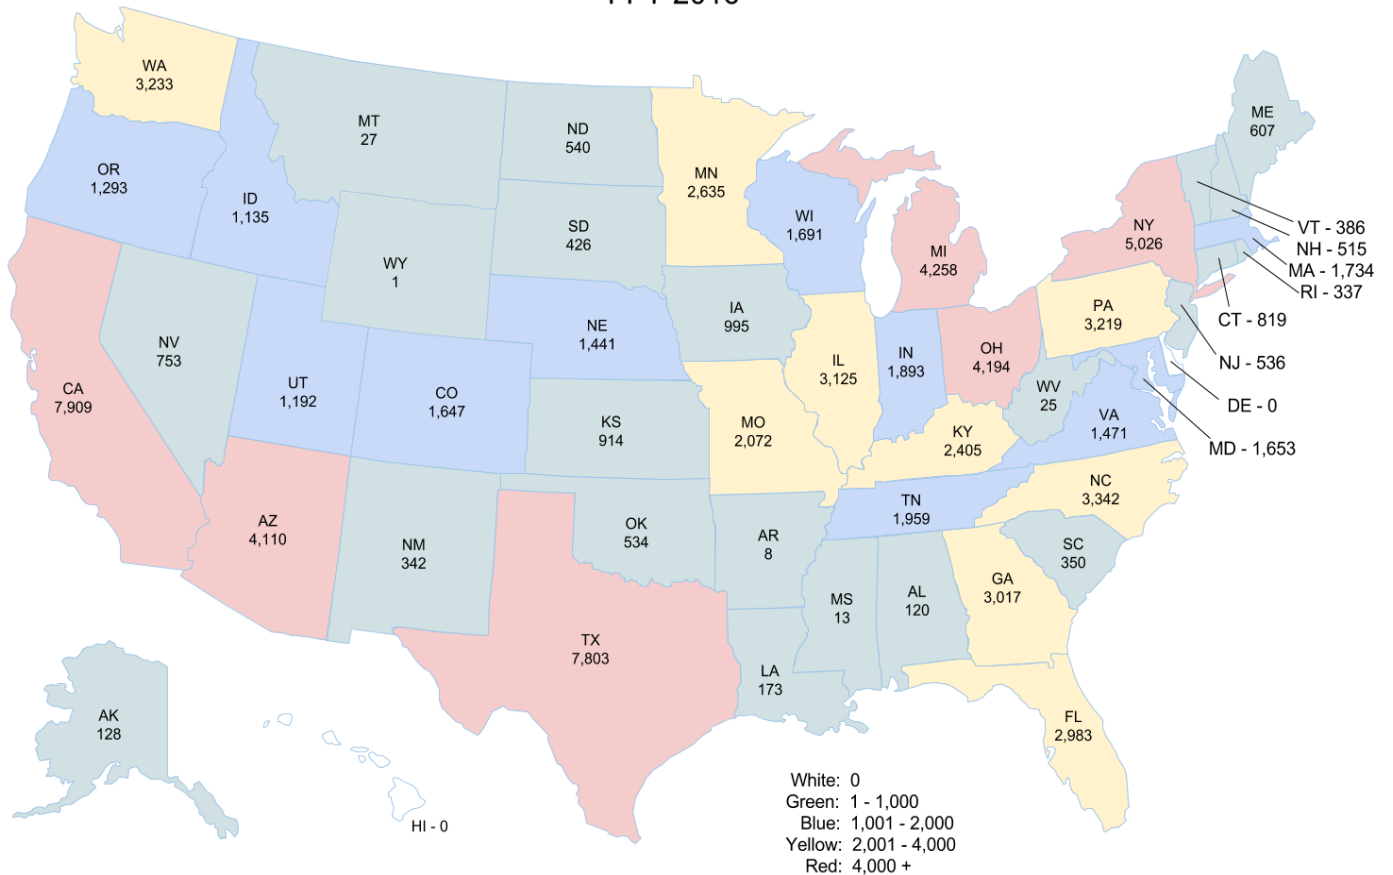 WA
3,233
MT
27
ND
540
MN
2,635
ME
607
OR
1,293
ID
1,135
SD
426
WI
1,691
MI
4,258
NY
5,026
VT - 386
NH - 515
MA - 1,734
RI - 337
CT - 819
NJ - 536
DE - 0
MD - 1,653
WY
1
IA
995
NE
1,441
PA
3,219
NV
753
UT
1,192
CO
1,647
CA
7,909
IL
3,125
IN
1,893
OH
4,194
WV
25
VA
1,471
KS
914
MO
2,072
KY
2,405
NC
3,342
TN
1,959
AZ
4,110
NM
342
OK
534
AR
8
SC
350
MS
13
AL
120
GA
3,017
TX
7,803
LA
173
FL
2,983
AK
128
HI - 0
White: 0
Green: 1 - 1,000
Blue: 1,001 - 2,000
Yellow: 2,001 - 4,000
Red: 4,000 +